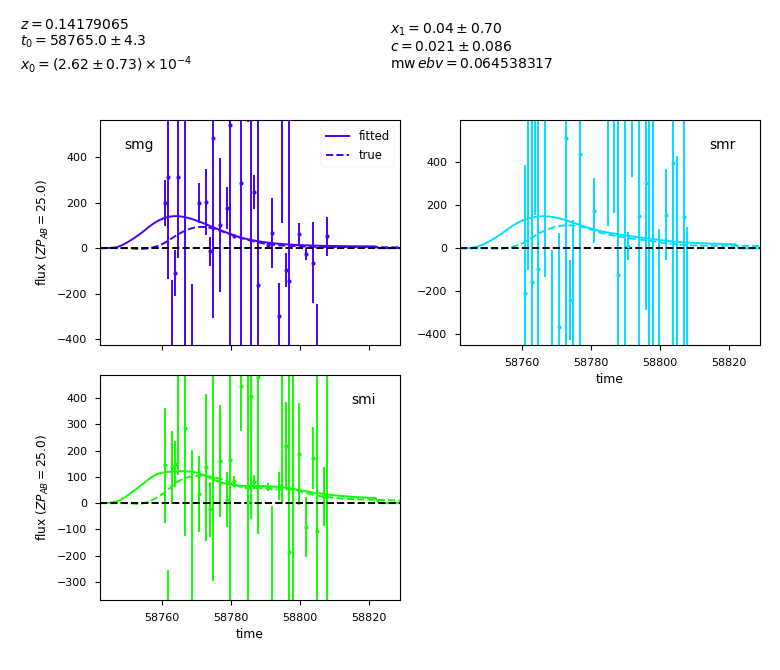 z = 0.14179065
t₀ = 58765.0 ± 4.3
x₀ = (2.62 ± 0.73) × 10⁻⁴
x₁ = 0.04 ± 0.70
c = 0.021 ± 0.086
mw ebv = 0.064538317
smg
fitted
true
400
200
0
−200
−400
flux (ZP_AB = 25.0)
smr
400
200
0
−200
−400
58760 58780 58800 58820
time
smi
400
300
200
100
0
−100
−200
−300
flux (ZP_AB = 25.0)
58760 58780 58800 58820
time